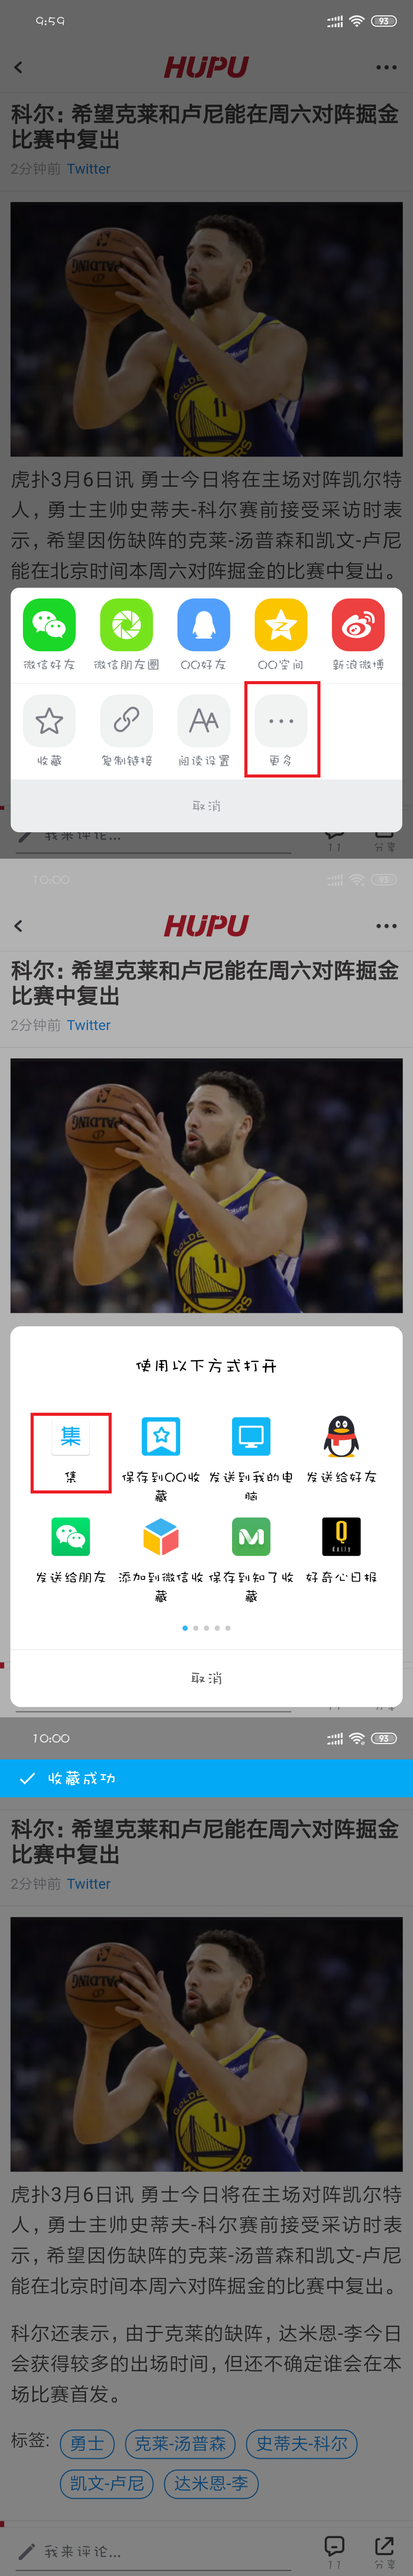 9:59
93
HUPU
科尔：希望克莱和卢尼能在周六对阵掘金
比赛中复出
2分钟前 Twitter
SPALDING
GOLDEN
11
WARRIORS
虎扑3月6日讯 勇士今日将在主场对阵凯尔特
人，勇士主帅史蒂夫-科尔赛前接受采访时表
示，希望因伤缺阵的克莱-汤普森和凯文-卢尼
能在北京时间本周六对阵掘金的比赛中复出。
微信好友 微信朋友圈 QQ好友 QQ空间 新浪微博
收藏 复制链接 阅读设置 更多
取消
我来评论...
11 分享
10:00
93
HUPU
科尔：希望克莱和卢尼能在周六对阵掘金
比赛中复出
2分钟前 Twitter
GOLDEN
11
使用以下方式打开
集
集 保存到QQ收 发送到我的电 发送给好友
藏 脑
Q
daily
发送给朋友 添加到微信收 保存到知了收 好奇心日报
藏 藏
取消
10:00
93
收藏成功
科尔：希望克莱和卢尼能在周六对阵掘金
比赛中复出
2分钟前 Twitter
SPALDING
GOLDEN
11
WARRIORS
虎扑3月6日讯 勇士今日将在主场对阵凯尔特
人，勇士主帅史蒂夫-科尔赛前接受采访时表
示，希望因伤缺阵的克莱-汤普森和凯文-卢尼
能在北京时间本周六对阵掘金的比赛中复出。
科尔还表示，由于克莱的缺阵，达米恩-李今日
会获得较多的出场时间，但还不确定谁会在本
场比赛首发。
标签: 勇士 克莱-汤普森 史蒂夫-科尔
凯文-卢尼 达米恩-李
我来评论...
11 分享